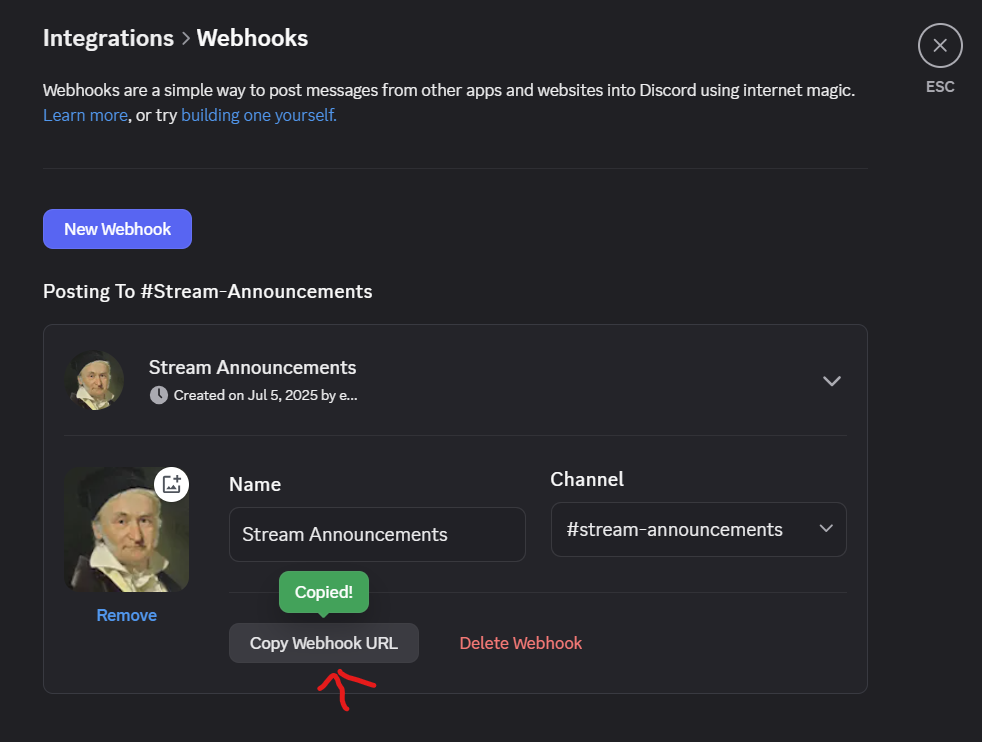 Integrations > Webhooks
ESC
Webhooks are a simple way to post messages from other apps and websites into Discord using internet magic.
Learn more, or try building one yourself.
New Webhook
Posting To #Stream-Announcements
Stream Announcements
Created on Jul 5, 2025 by e...
Name
Channel
Stream Announcements
#stream-announcements
Copied!
Remove
Copy Webhook URL
Delete Webhook